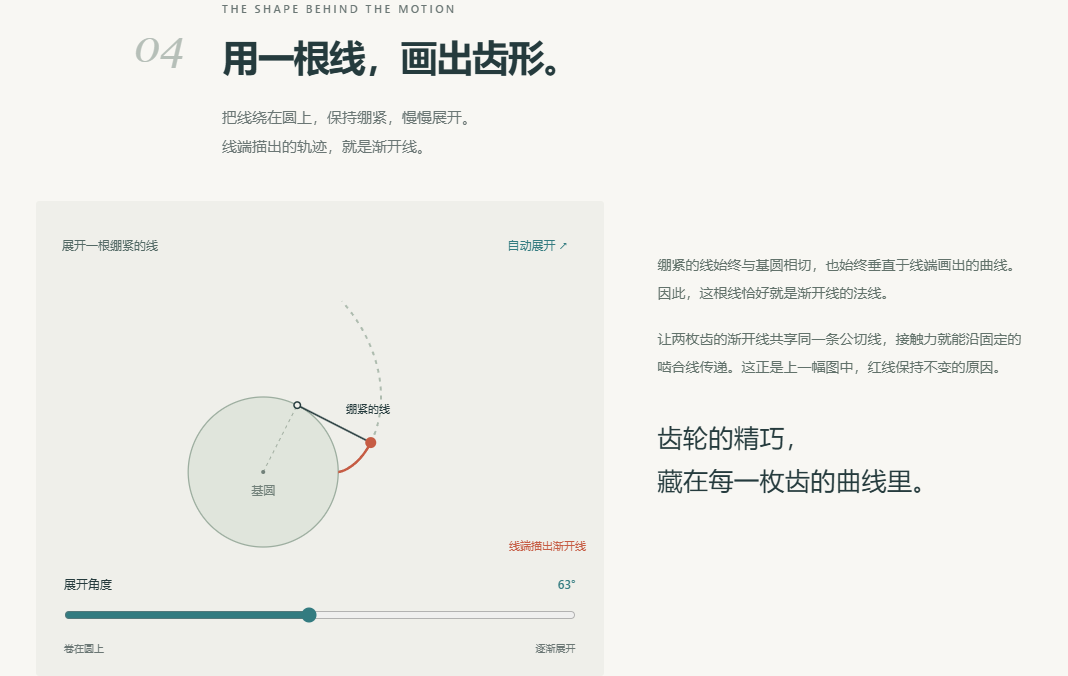 THE SHAPE BEHIND THE MOTION
04
用一根线，画出齿形。
把线绕在圆上，保持绷紧，慢慢展开。
线端描出的轨迹，就是渐开线。
展开一根绷紧的线
自动展开 ↗
绷紧的线
基圆
线端描出渐开线
展开角度
63°
卷在圆上
逐渐展开
绷紧的线始终与基圆相切，也始终垂直于线端画出的曲线。
因此，这根线恰好就是渐开线的法线。
让两枚齿的渐开线共享同一条公切线，接触力就能沿固定的
啮合线传递。这正是上一幅图中，红线保持不变的原因。
齿轮的精巧，
藏在每一枚齿的曲线里。